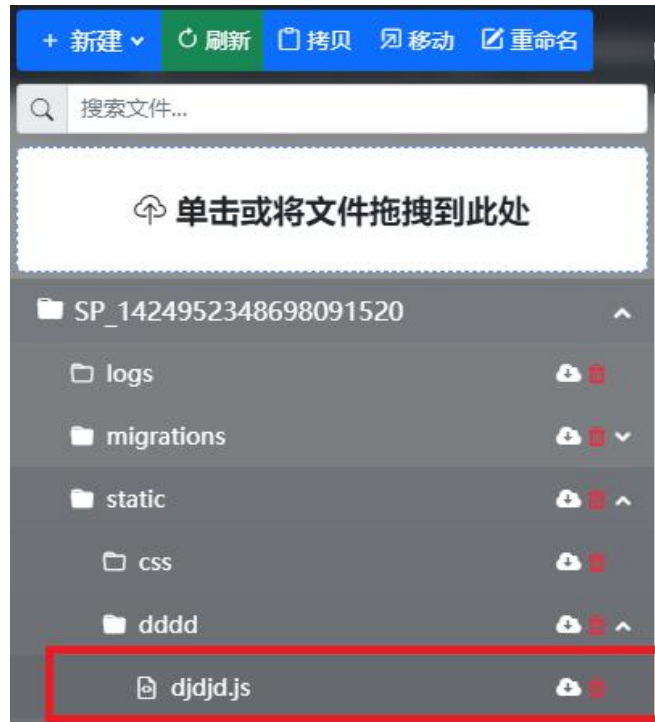 + 新建 刷新 拷贝 移动 重命名
搜索文件...
单击或将文件拖拽到此处
SP_1424952348698091520
logs
migrations
static
css
dddd
djdjd.js